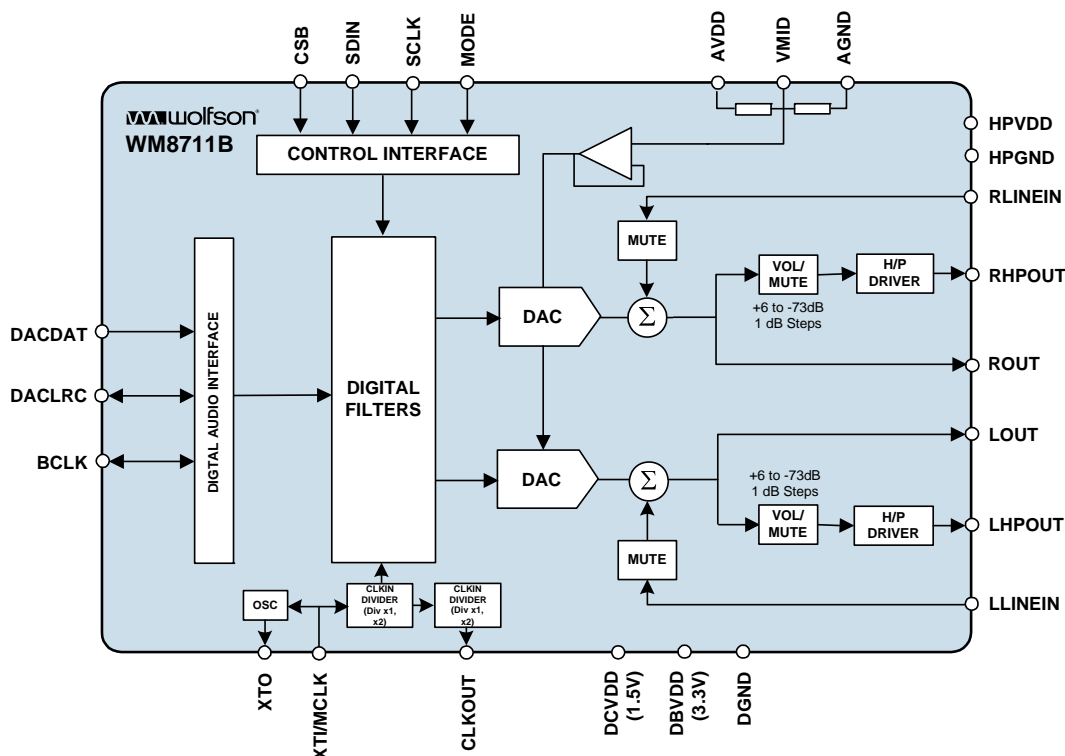 CSB
SDIN
SCLK
MODE
AVDD
VMID
AGND
wolfson®
WM8711B
CONTROL INTERFACE
HPVDD
HPGND
RLINEIN
MUTE
VOL/
MUTE
H/P
DRIVER
RHPOUT
+6 to -73dB
1 dB Steps
DAC
Σ
DACDAT
ROUT
DACLRC
DIGTAL AUDIO INTERFACE
DIGITAL
FILTERS
LOUT
BCLK
DAC
Σ
+6 to -73dB
1 dB Steps
VOL/
MUTE
H/P
DRIVER
LHPOUT
MUTE
OSC
CLKIN
DIVIDER
(Div x1,
x2)
CLKIN
DIVIDER
(Div x1,
x2)
LLINEIN
XTO
XTI/MCLK
CLKOUT
DCVDD
(1.5V)
DBVDD
(3.3V)
DGND